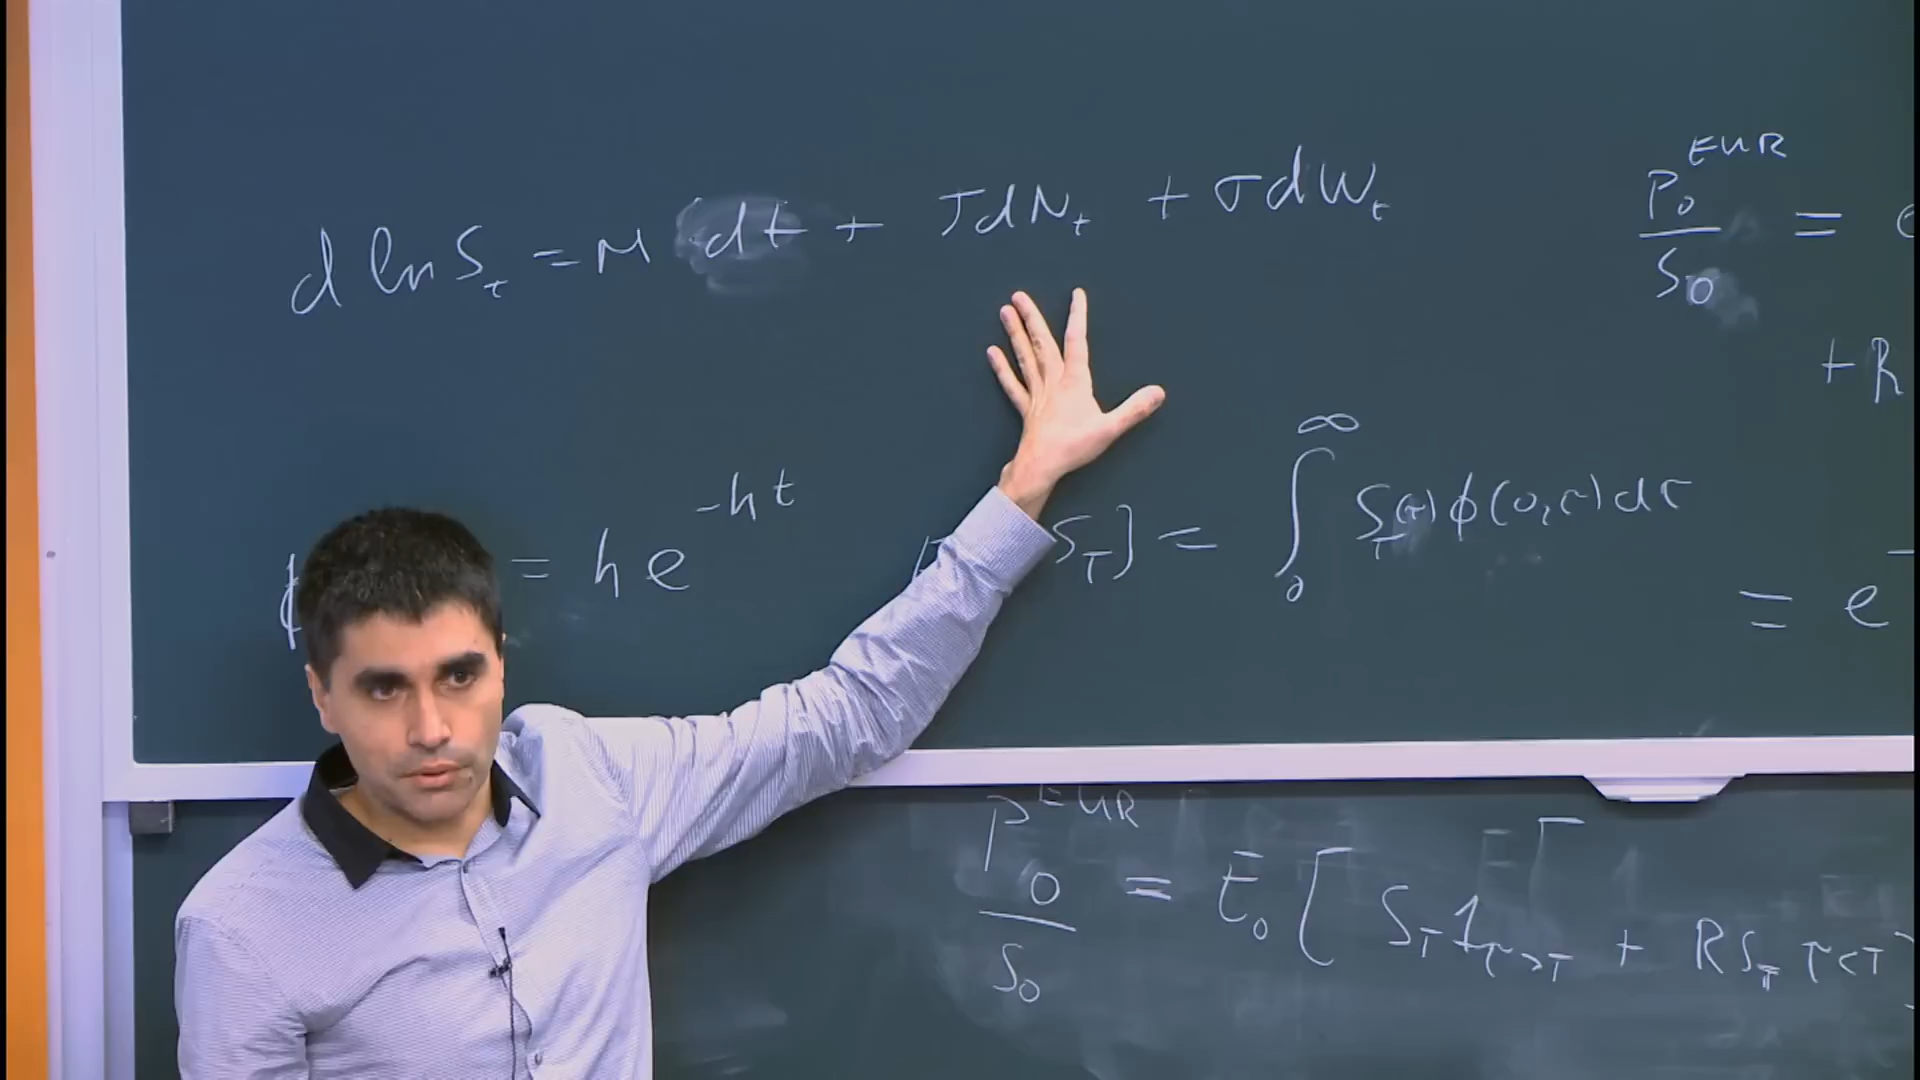 d ln S_t = μ dt + J dN_t + σ dW_t
P_0^EUR / S_0 =
+ R
= h e^{-ht}
S_T] = ∫_0^∞ S_T(τ) φ(0,τ) dτ
= e^-
P_0^EUR / S_0 = E_0 [ S_T 1_{τ>T} + R S_T τ<T